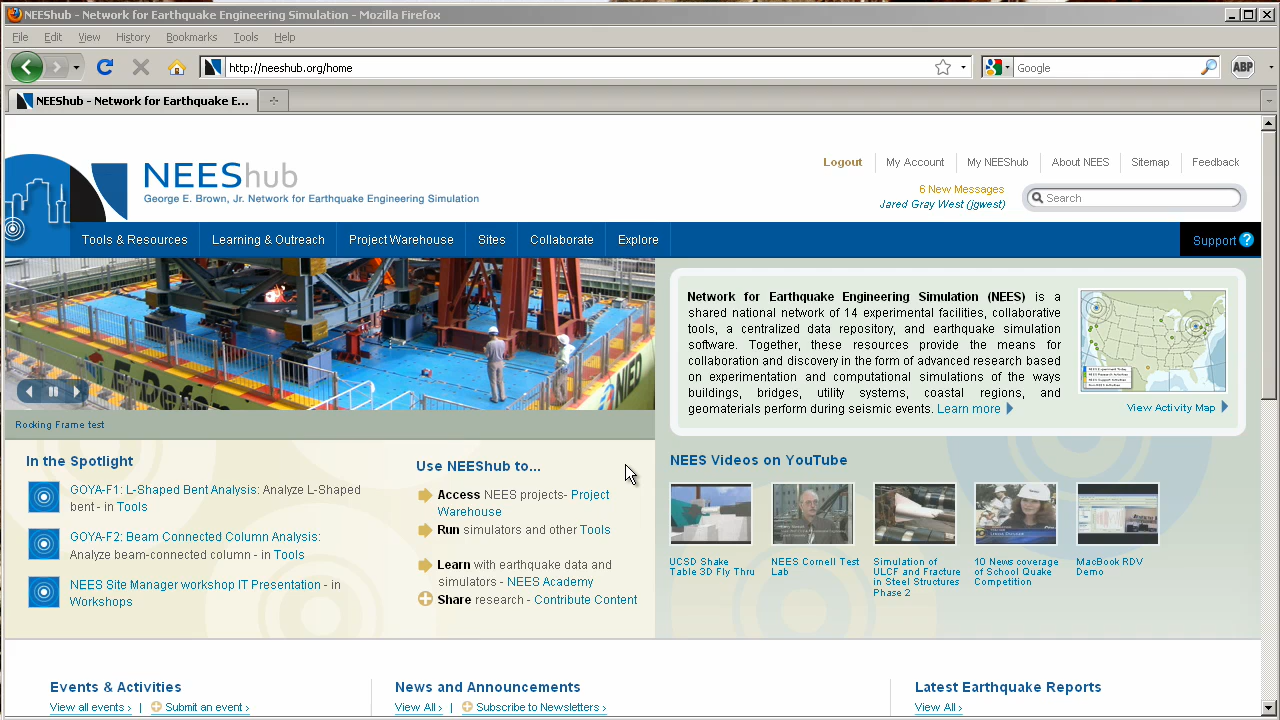 NEEShub - Network for Earthquake Engineering Simulation - Mozilla Firefox
File Edit View History Bookmarks Tools Help
http://neeshub.org/home
Google
ABP
NEEShub - Network for Earthquake E...
NEEShub
George E. Brown, Jr. Network for Earthquake Engineering Simulation
Logout My Account My NEEShub About NEES Sitemap Feedback
6 New Messages
Jared Gray West (jgwest)
Search
Tools & Resources Learning & Outreach Project Warehouse Sites Collaborate Explore Support ?
NIED
Rocking Frame test
Network for Earthquake Engineering Simulation (NEES) is a
shared national network of 14 experimental facilities, collaborative
tools, a centralized data repository, and earthquake simulation
software. Together, these resources provide the means for
collaboration and discovery in the form of advanced research based
on experimentation and computational simulations of the ways
buildings, bridges, utility systems, coastal regions, and
geomaterials perform during seismic events. Learn more
View Activity Map
In the Spotlight
GOYA-F1: L-Shaped Bent Analysis: Analyze L-Shaped
bent - in Tools
GOYA-F2: Beam Connected Column Analysis:
Analyze beam-connected column - in Tools
NEES Site Manager workshop IT Presentation - in
Workshops
Use NEEShub to...
Access NEES projects- Project
Warehouse
Run simulators and other Tools
Learn with earthquake data and
simulators - NEES Academy
Share research - Contribute Content
NEES Videos on YouTube
UCSD Shake
Table 3D Fly Thru
NEES Cornell Test
Lab
Simulation of
ULCF and Fracture
in Steel Structures
Phase 2
10 News coverage
of School Quake
Competition
MacBook RDV
Demo
Events & Activities
View all events › | Submit an event ›
News and Announcements
View All › | Subscribe to Newsletters ›
Latest Earthquake Reports
View All ›